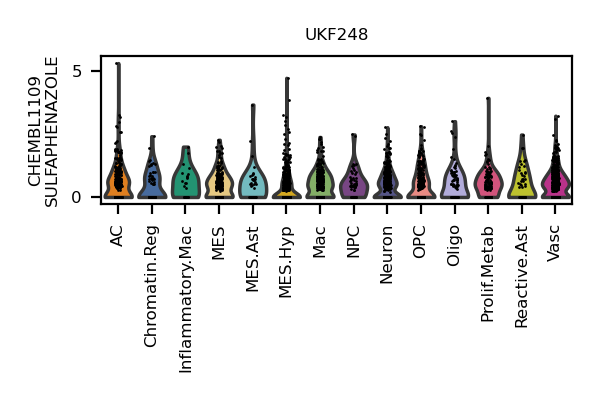 UKF248
CHEMBL1109
SULFAPHENAZOLE
5
0
AC
Chromatin.Reg
Inflammatory.Mac
MES
MES.Ast
MES.Hyp
Mac
NPC
Neuron
OPC
Oligo
Prolif.Metab
Reactive.Ast
Vasc